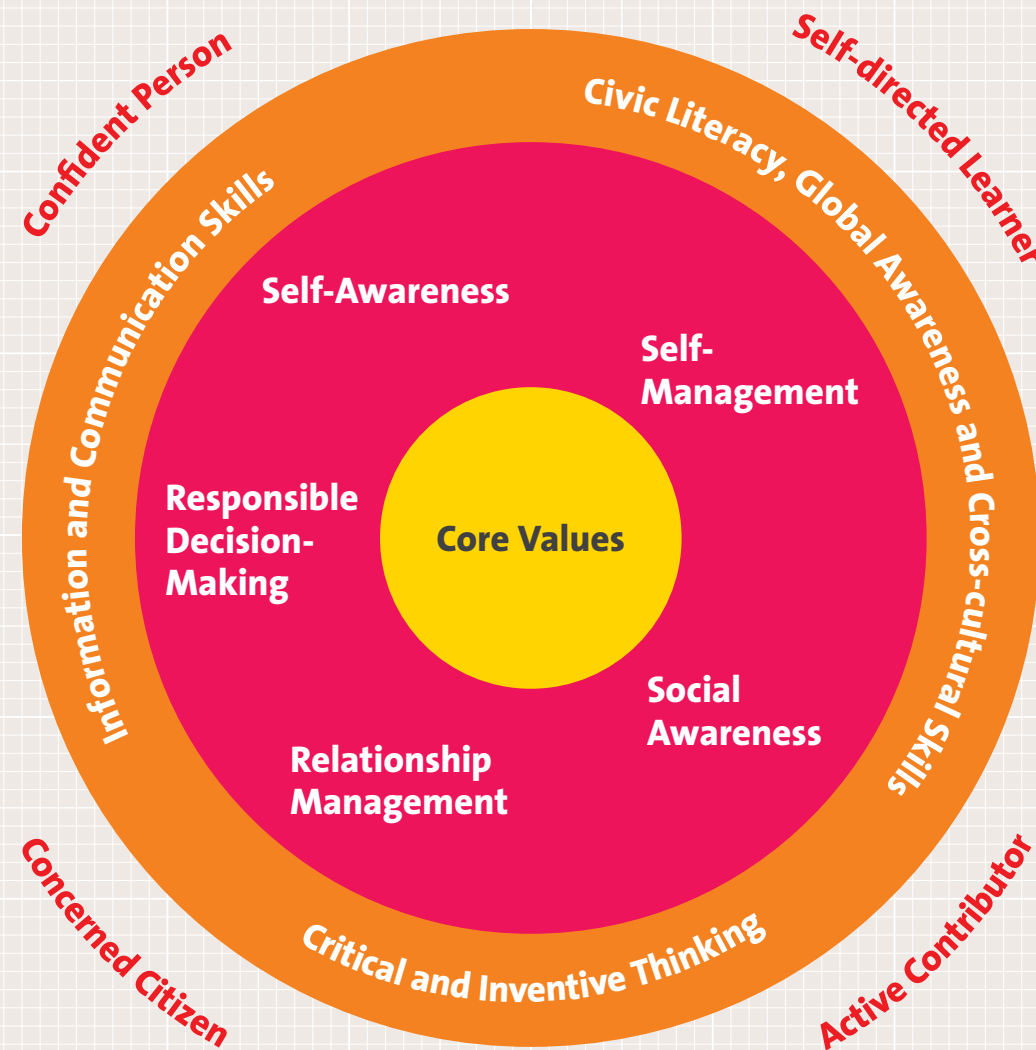 Confident Person
Self-directed Learner
Civic Literacy, Global Awareness and Cross-cultural Skills
Information and Communication Skills
Self-Awareness
Self-
Management
Responsible
Decision-
Making
Core Values
Social
Awareness
Relationship
Management
Critical and Inventive Thinking
Concerned Citizen
Active Contributor